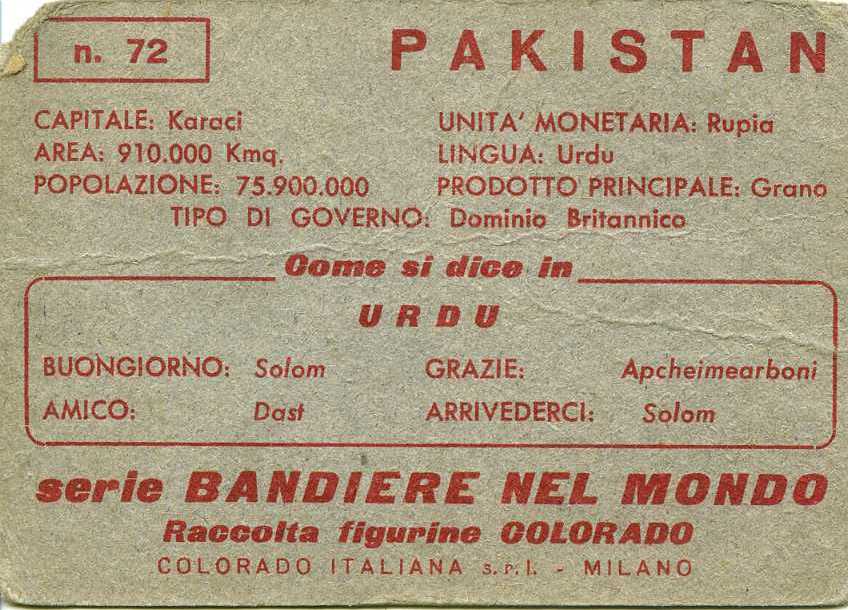 n. 72
PAKISTAN
CAPITALE: Karaci
UNITA' MONETARIA: Rupia
AREA: 910.000 Kmq.
LINGUA: Urdu
POPOLAZIONE: 75.900.000
PRODOTTO PRINCIPALE: Grano
TIPO DI GOVERNO: Dominio Britannico
Come si dice in
URDU
BUONGIORNO: Solom
GRAZIE: Apcheimearboni
AMICO: Dast
ARRIVEDERCI: Solom
serie BANDIERE NEL MONDO
Raccolta figurine COLORADO
COLORADO ITALIANA S.P.I. - MILANO